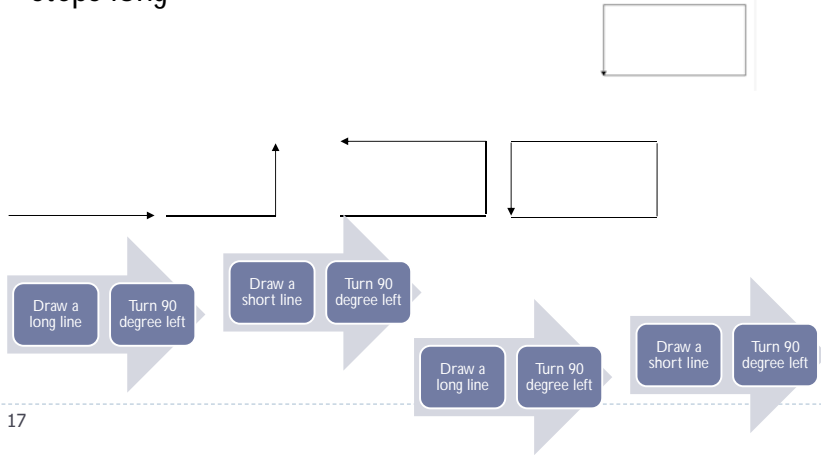 steps long
Draw a
long line
Turn 90
degree left
Draw a
short line
Turn 90
degree left
Draw a
long line
Turn 90
degree left
Draw a
short line
Turn 90
degree left
17